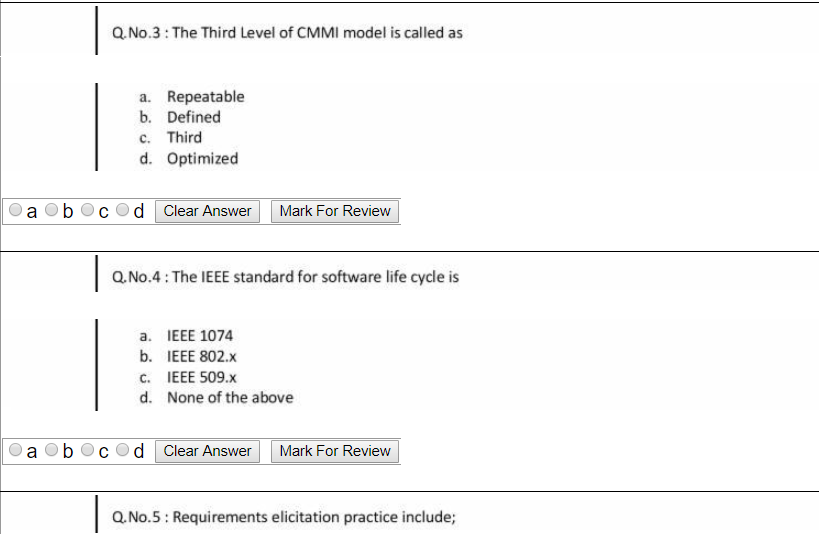 Q.No.3 : The Third Level of CMMI model is called as
a. Repeatable
b. Defined
c. Third
d. Optimized
a b c d Clear Answer Mark For Review
Q.No.4 : The IEEE standard for software life cycle is
a. IEEE 1074
b. IEEE 802.x
c. IEEE 509.x
d. None of the above
a b c d Clear Answer Mark For Review
Q.No.5 : Requirements elicitation practice include;